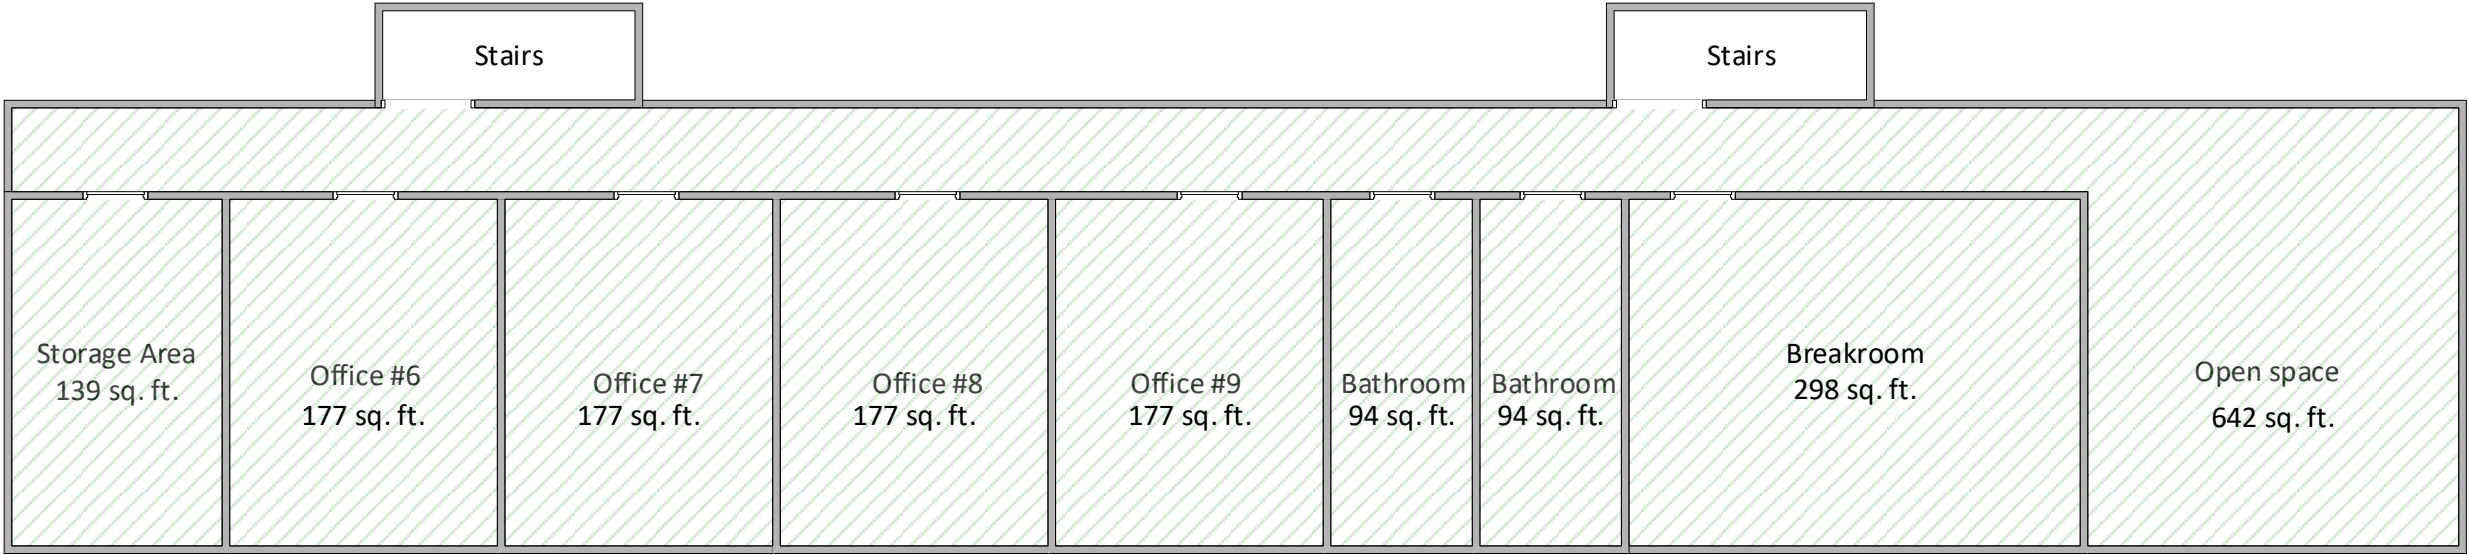 Stairs
Stairs
Storage Area
139 sq. ft.
Office #6
177 sq. ft.
Office #7
177 sq. ft.
Office #8
177 sq. ft.
Office #9
177 sq. ft.
Bathroom
94 sq. ft.
Bathroom
94 sq. ft.
Breakroom
298 sq. ft.
Open space
642 sq. ft.